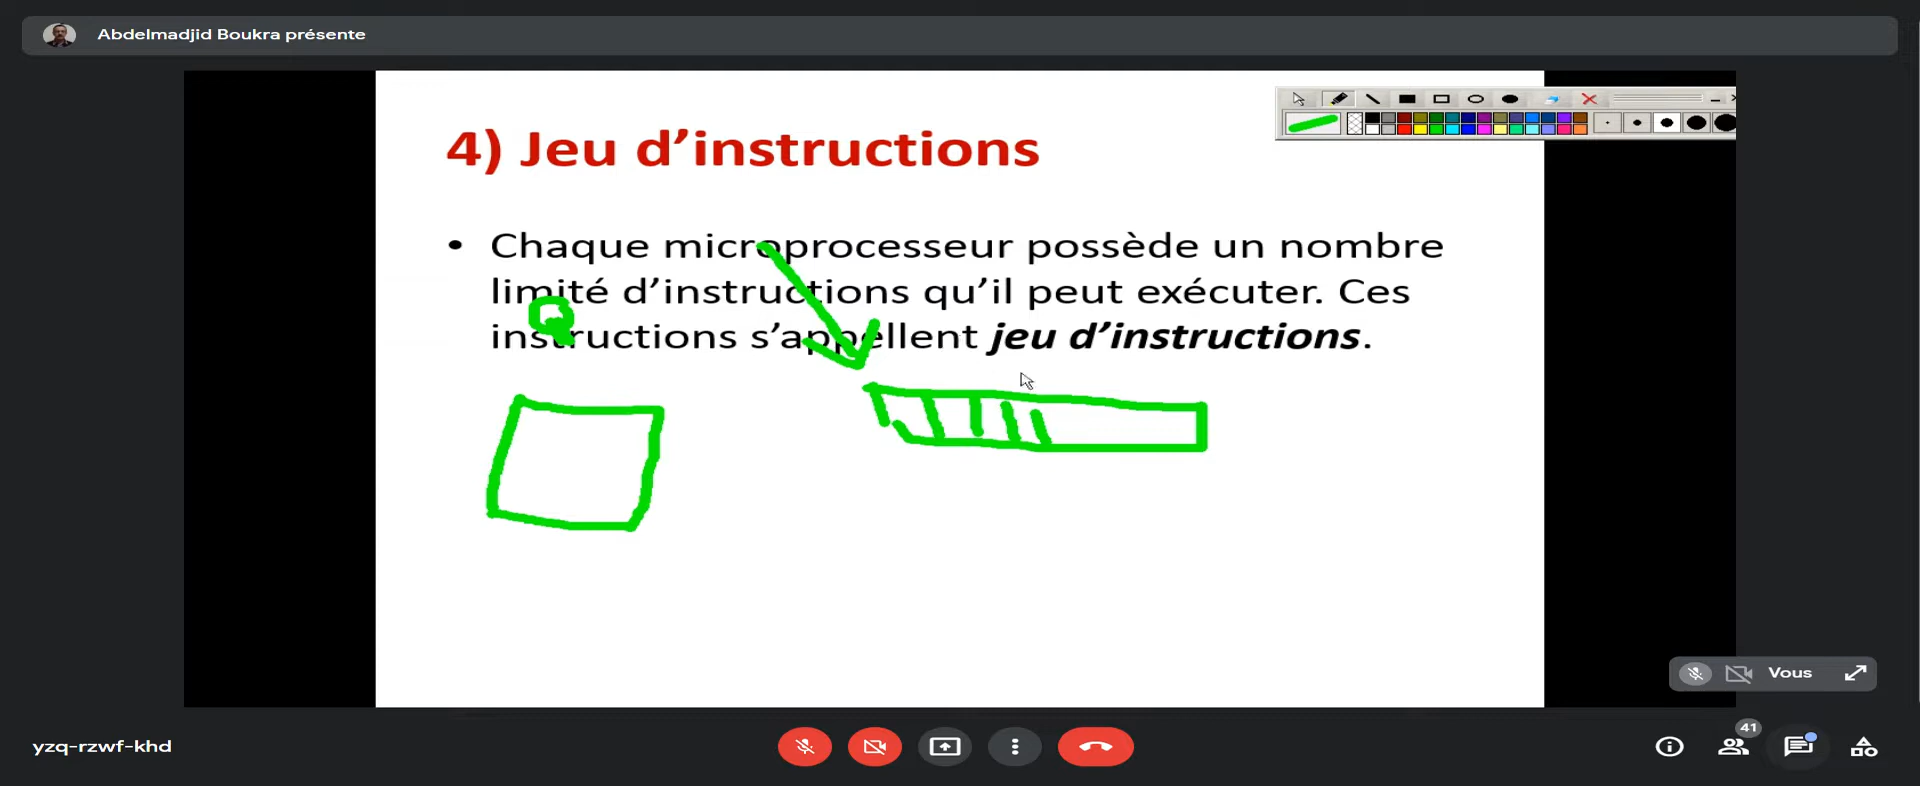 Abdelmadjid Boukra présente
4) Jeu d’instructions
• Chaque microprocesseur possède un nombre
limité d’instructions qu’il peut exécuter. Ces
instructions s’appellent jeu d’instructions.
Vous
yzq-rzwf-khd
41